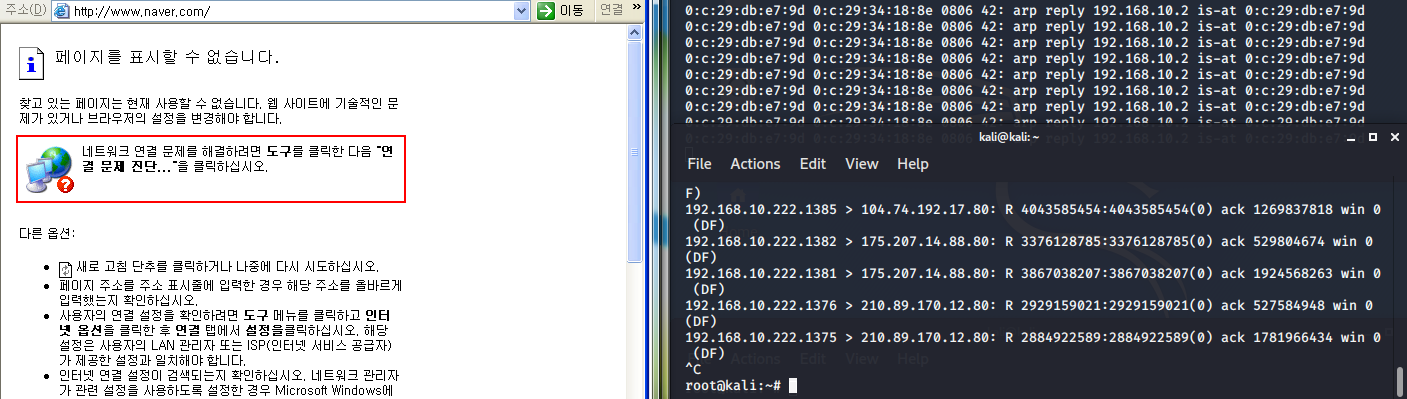 주소(D) http://www.naver.com/ 이동 연결 »
페이지를 표시할 수 없습니다.
찾고 있는 페이지는 현재 사용할 수 없습니다. 웹 사이트에 기술적인 문
제가 있거나 브라우저의 설정을 변경해야 합니다.
네트워크 연결 문제를 해결하려면 도구를 클릭한 다음 "연
결 문제 진단..."을 클릭하십시오.
다른 옵션:
• 새로 고침 단추를 클릭하거나 나중에 다시 시도하십시오.
• 페이지 주소를 주소 표시줄에 입력한 경우 해당 주소를 올바르게
입력했는지 확인하십시오.
• 사용자의 연결 설정을 확인하려면 도구 메뉴를 클릭하고 인터
넷 옵션을 클릭한 후 연결 탭에서 설정을클릭하십시오. 해당
설정은 사용자의 LAN 관리자 또는 ISP(인터넷 서비스 공급자)
가 제공한 설정과 일치해야 합니다.
• 인터넷 연결 설정이 검색되는지 확인하십시오. 네트워크 관리자
가 관련 설정을 사용하도록 설정한 경우 Microsoft Windows에
0:c:29:db:e7:9d 0:c:29:34:18:8e 0806 42: arp reply 192.168.10.2 is-at 0:c:29:db:e7:9d
0:c:29:db:e7:9d 0:c:29:34:18:8e 0806 42: arp reply 192.168.10.2 is-at 0:c:29:db:e7:9d
0:c:29:db:e7:9d 0:c:29:34:18:8e 0806 42: arp reply 192.168.10.2 is-at 0:c:29:db:e7:9d
0:c:29:db:e7:9d 0:c:29:34:18:8e 0806 42: arp reply 192.168.10.2 is-at 0:c:29:db:e7:9d
0:c:29:db:e7:9d 0:c:29:34:18:8e 0806 42: arp reply 192.168.10.2 is-at 0:c:29:db:e7:9d
0:c:29:db:e7:9d 0:c:29:34:18:8e 0806 42: arp reply 192.168.10.2 is-at 0:c:29:db:e7:9d
0:c:29:db:e7:9d 0:c:29:34:18:8e 0806 42: arp reply 192.168.10.2 is-at 0:c:29:db:e7:9d
0:c:29:db:e7:9d 0:c:29:34:18:8e 0806 42: arp reply 192.168.10.2 is-at 0:c:29:db:e7:9d
kali@kali:~
File Actions Edit View Help
F)
192.168.10.222.1385 > 104.74.192.17.80: R 4043585454:4043585454(0) ack 1269837818 win 0
(DF)
192.168.10.222.1382 > 175.207.14.88.80: R 3376128785:3376128785(0) ack 529804674 win 0
(DF)
192.168.10.222.1381 > 175.207.14.88.80: R 3867038207:3867038207(0) ack 1924568263 win 0
(DF)
192.168.10.222.1376 > 210.89.170.12.80: R 2929159021:2929159021(0) ack 527584948 win 0
(DF)
192.168.10.222.1375 > 210.89.170.12.80: R 2884922589:2884922589(0) ack 1781966434 win 0
(DF)
^C
root@kali:~#